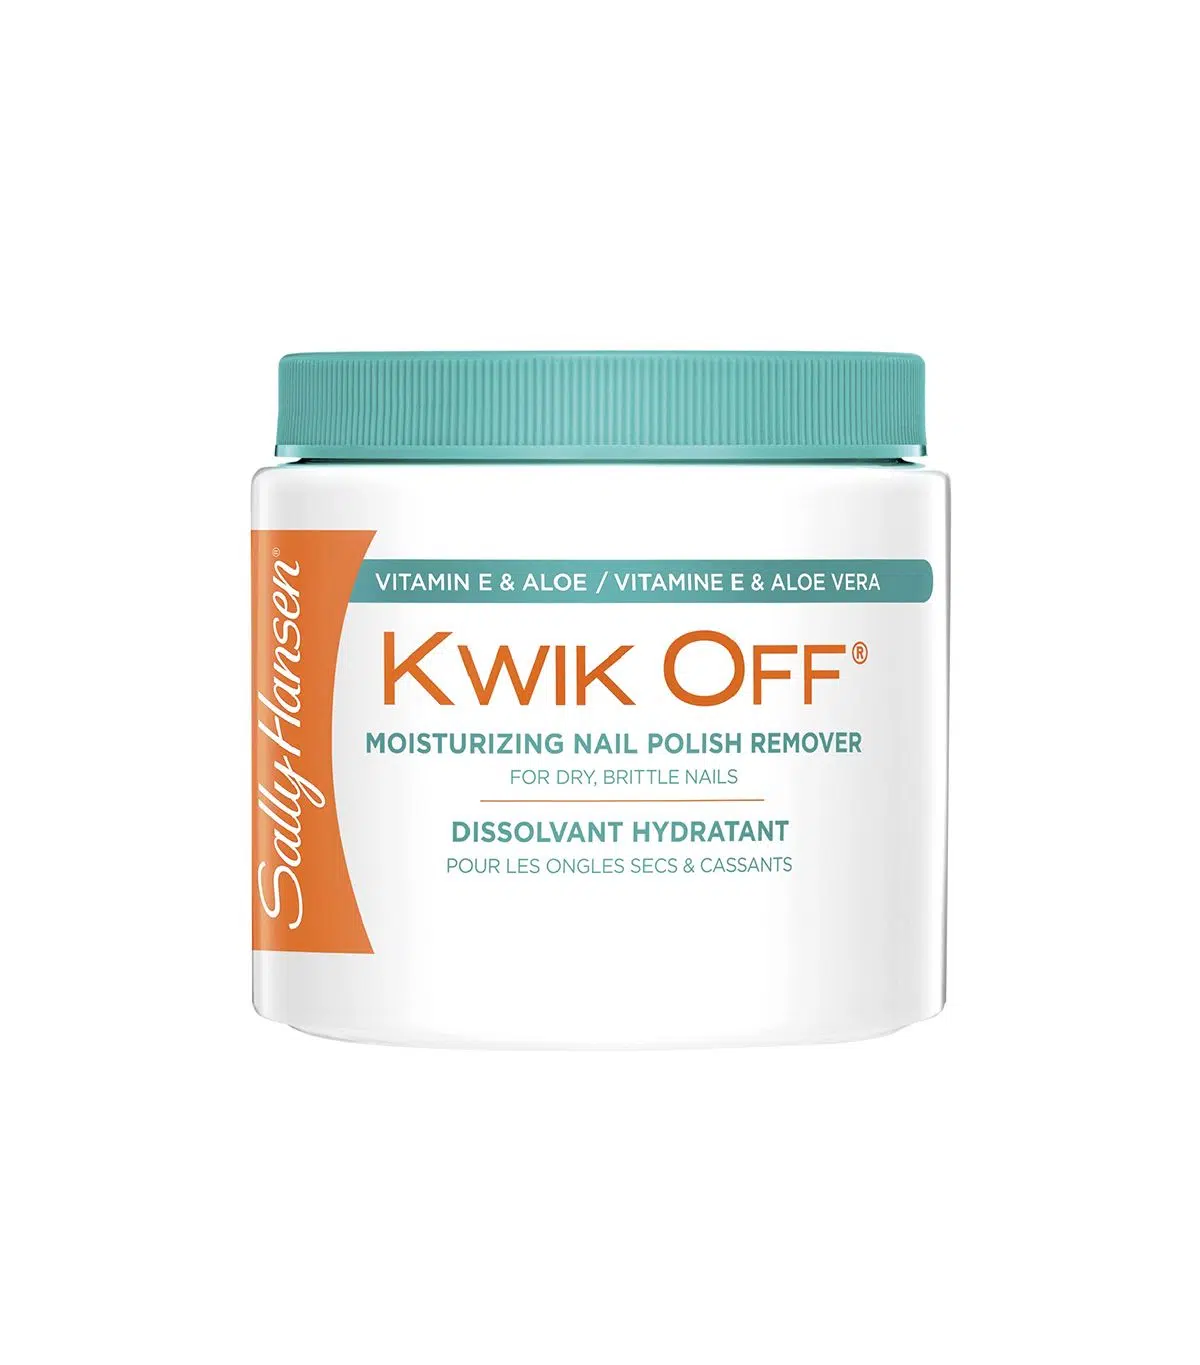 Sally Hansen®
VITAMIN E & ALOE / VITAMINE E & ALOE VERA
KWIK OFF®
MOISTURIZING NAIL POLISH REMOVER
FOR DRY, BRITTLE NAILS
DISSOLVANT HYDRATANT
POUR LES ONGLES SECS & CASSANTS